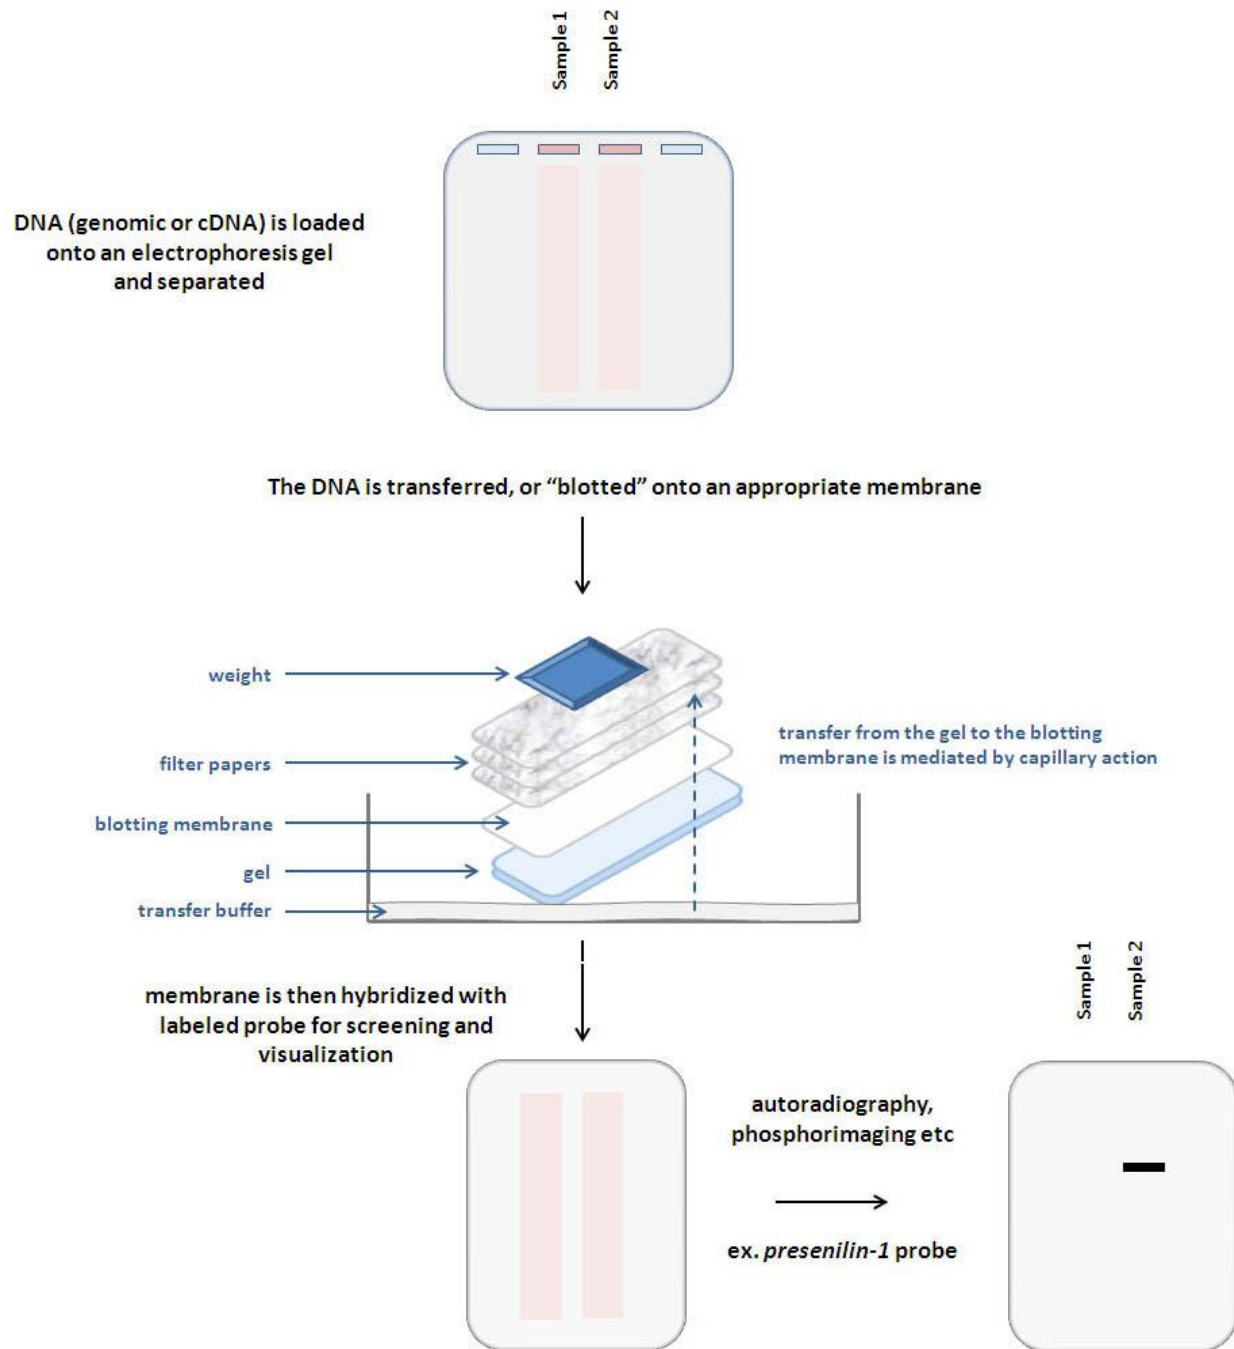 Sample 1
Sample 2
DNA (genomic or cDNA) is loaded
onto an electrophoresis gel
and separated
The DNA is transferred, or “blotted” onto an appropriate membrane
weight
filter papers
blotting membrane
gel
transfer buffer
transfer from the gel to the blotting
membrane is mediated by capillary action
membrane is then hybridized with
labeled probe for screening and
visualization
autoradiography,
phosphorimaging etc
ex. presenilin-1 probe
Sample 1
Sample 2